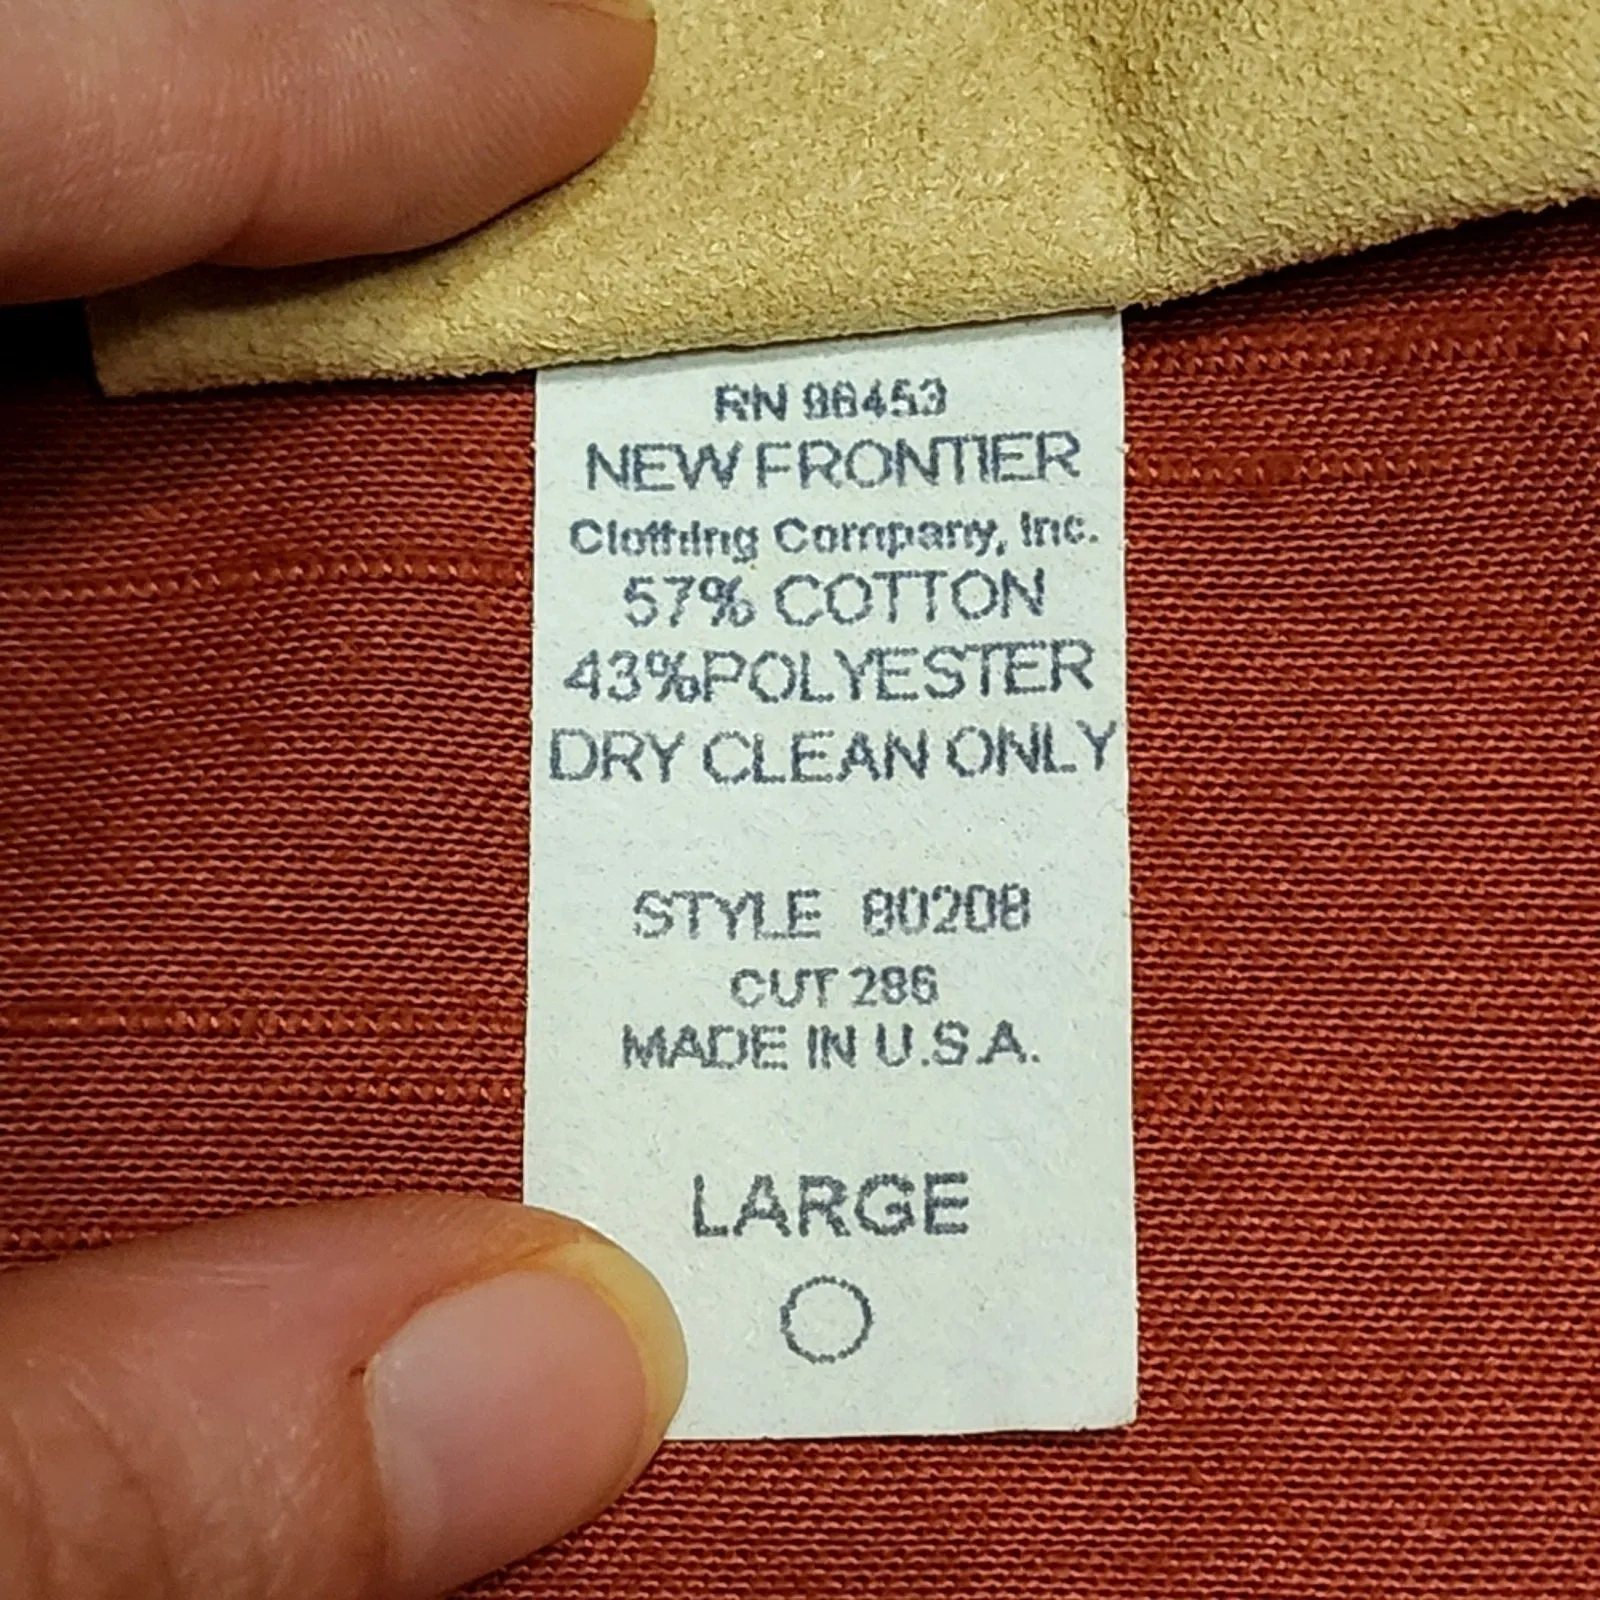 RN 96453
NEW FRONTIER
Clothing Company, Inc.
57% COTTON
43%POLYESTER
DRY CLEAN ONLY
STYLE 80208
CUT 286
MADE IN U.S.A.
LARGE